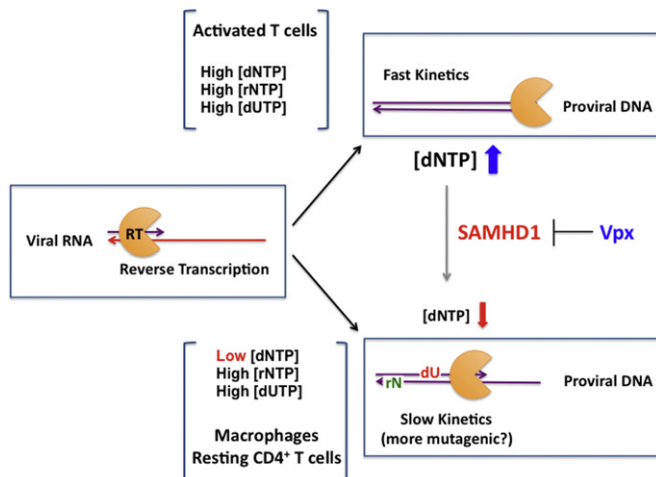 Activated T cells
High [dNTP]
High [rNTP]
High [dUTP]
Fast Kinetics
Proviral DNA
[dNTP]
SAMHD1
Vpx
Viral RNA
RT
Reverse Transcription
[dNTP]
Low [dNTP]
High [rNTP]
High [dUTP]
Macrophages
Resting CD4⁺ T cells
dU
rN
Proviral DNA
Slow Kinetics
(more mutagenic?)